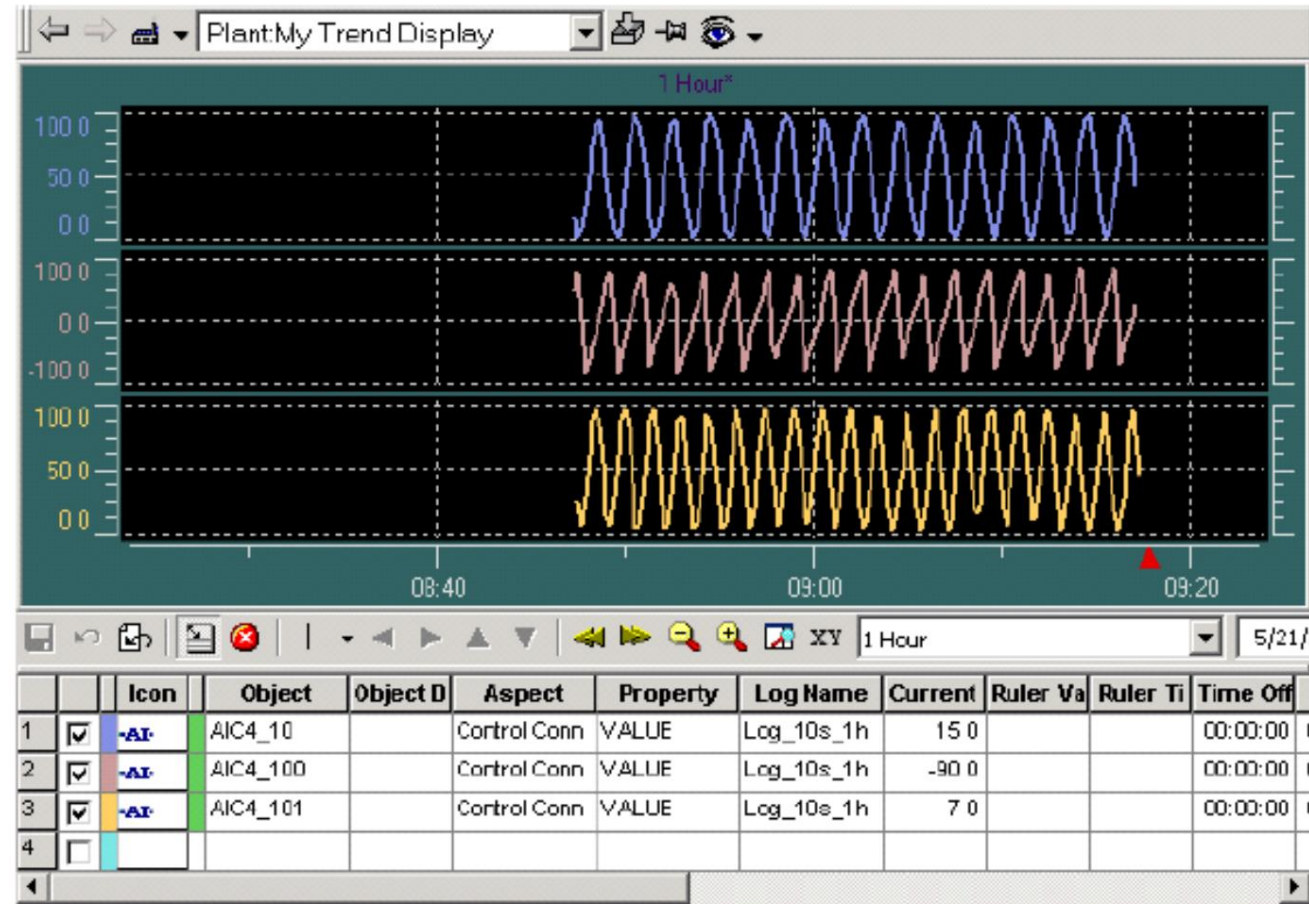 Plant:My Trend Display
1 Hour*
100 0
50 0
0 0
100 0
0 0
-100 0
100 0
50 0
0 0
08:40 09:00 09:20
XY 1 Hour 5/21/
Icon Object Object D Aspect Property Log Name Current Ruler Va Ruler Ti Time Off
1 AI AIC4_10 Control Conn VALUE Log_10s_1h 15 0 00:00:00
2 AI AIC4_100 Control Conn VALUE Log_10s_1h -90 0 00:00:00
3 AI AIC4_101 Control Conn VALUE Log_10s_1h 7 0 00:00:00
4